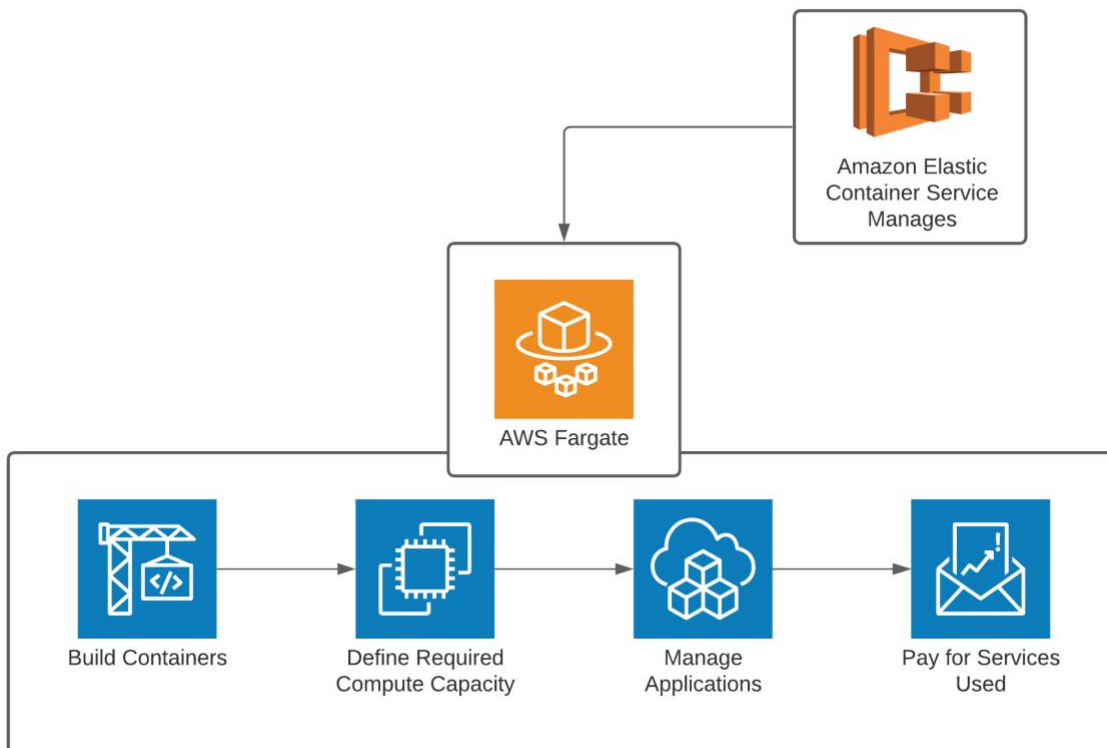 Amazon Elastic
Container Service
Manages
AWS Fargate
</>
Build Containers
Define Required
Compute Capacity
Manage
Applications
!
Pay for Services
Used